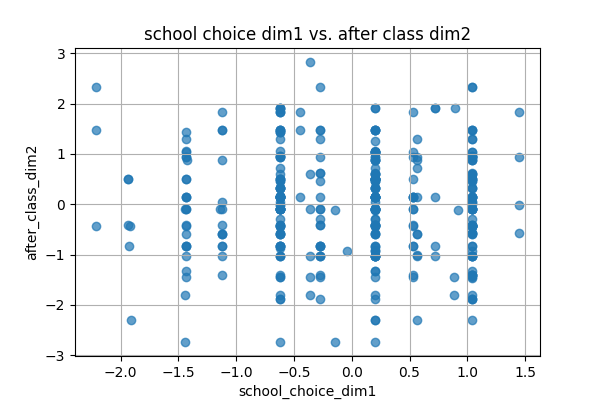 school choice dim1 vs. after class dim2
3
2
1
0
−1
−2
−3
after_class_dim2
−2.0 −1.5 −1.0 −0.5 0.0 0.5 1.0 1.5
school_choice_dim1